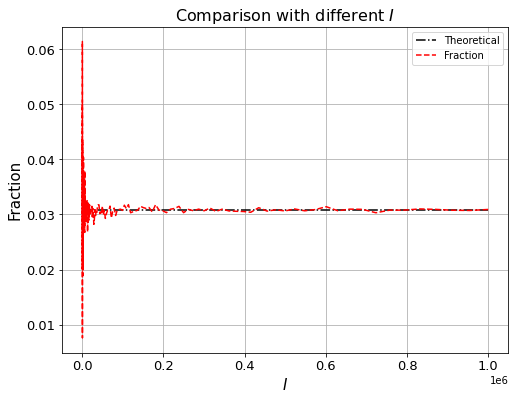 Comparison with different I
Theoretical
Fraction
0.06
0.05
0.04
0.03
0.02
0.01
Fraction
0.0 0.2 0.4 0.6 0.8 1.0
1e6
I